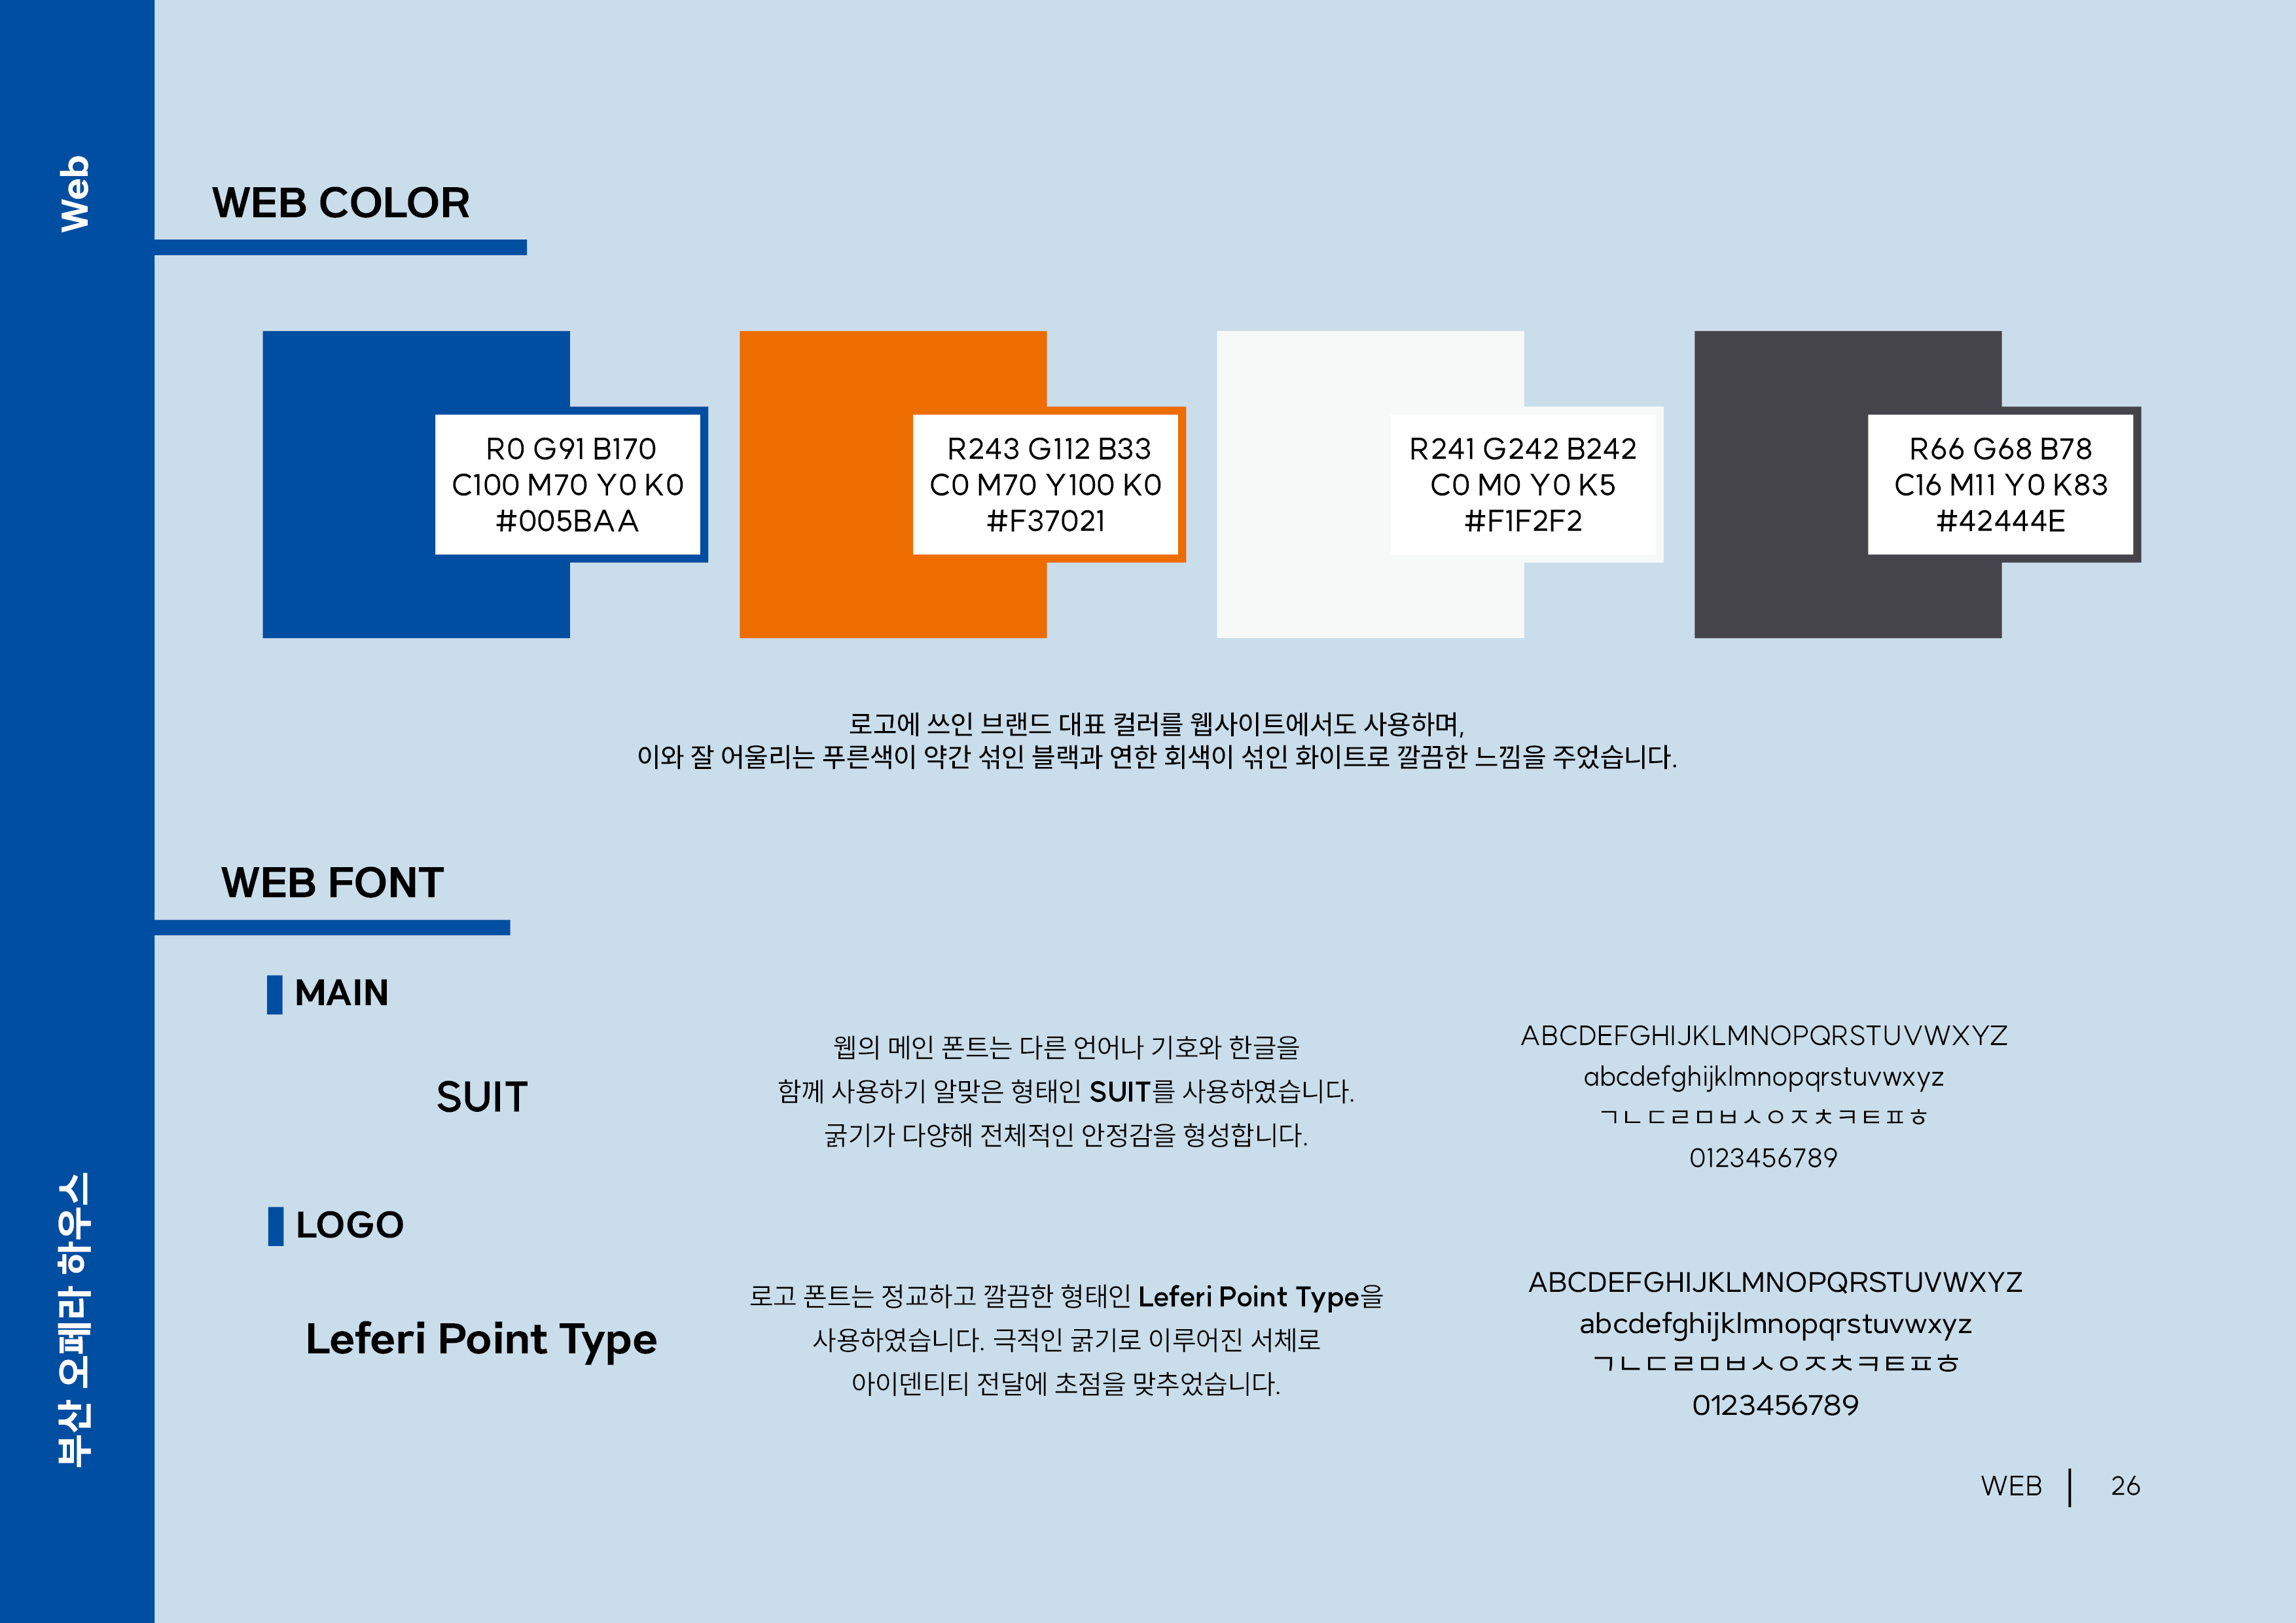 Web
부산 오페라 하우스
WEB COLOR
R0 G91 B170
C100 M70 Y0 K0
#005BAA
R243 G112 B33
C0 M70 Y100 K0
#F37021
R241 G242 B242
C0 M0 Y0 K5
#F1F2F2
R66 G68 B78
C16 M11 Y0 K83
#42444E
로고에 쓰인 브랜드 대표 컬러를 웹사이트에서도 사용하며,
이와 잘 어울리는 푸른색이 약간 섞인 블랙과 연한 회색이 섞인 화이트로 깔끔한 느낌을 주었습니다.
WEB FONT
MAIN
SUIT
웹의 메인 폰트는 다른 언어나 기호와 한글을
함께 사용하기 알맞은 형태인 SUIT를 사용하였습니다.
굵기가 다양해 전체적인 안정감을 형성합니다.
ABCDEFGHIJKLMNOPQRSTUVWXYZ
abcdefghijklmnopqrstuvwxyz
ㄱㄴㄷㄹㅁㅂㅅㅇㅈㅊㅋㅌㅍㅎ
0123456789
LOGO
Leferi Point Type
로고 폰트는 정교하고 깔끔한 형태인 Leferi Point Type을
사용하였습니다. 극적인 굵기로 이루어진 서체로
아이덴티티 전달에 초점을 맞추었습니다.
ABCDEFGHIJKLMNOPQRSTUVWXYZ
abcdefghijklmnopqrstuvwxyz
ㄱㄴㄷㄹㅁㅂㅅㅇㅈㅊㅋㅌㅍㅎ
0123456789
WEB | 26